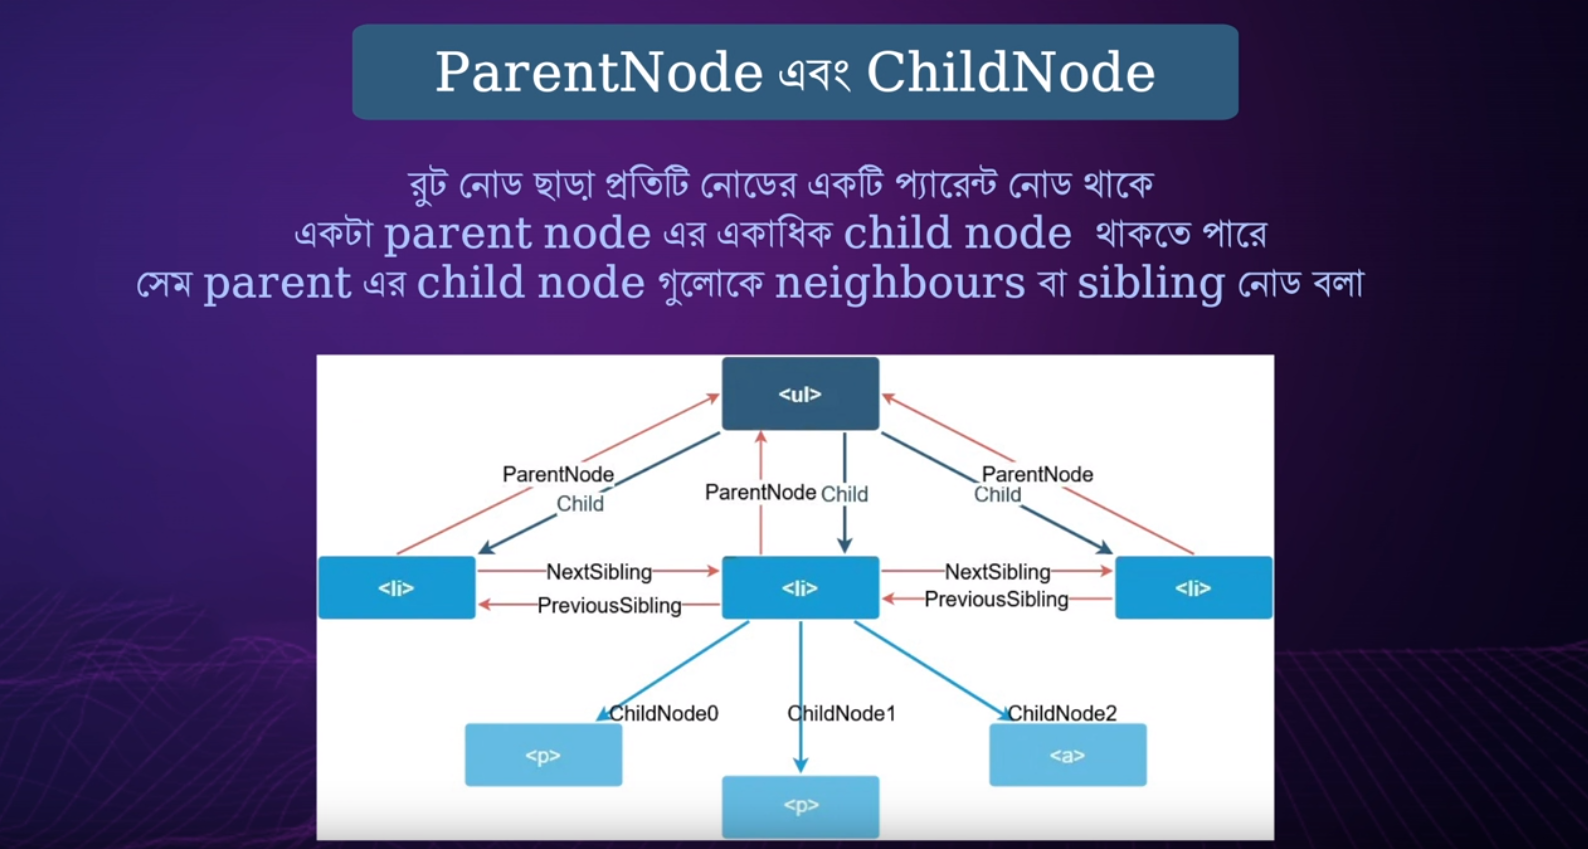 ParentNode এবং ChildNode
রুট নোড ছাড়া প্রতিটি নোডের একটি প্যারেন্ট নোড থাকে
একটা parent node এর একাধিক child node থাকতে পারে
সেম parent এর child node গুলোকে neighbours বা sibling নোড বলা
<ul>
ParentNode
Child
ParentNode
Child
ParentNode
Child
<li>
NextSibling
PreviousSibling
<li>
NextSibling
PreviousSibling
<li>
ChildNode0
ChildNode1
ChildNode2
<p>
<p>
<a>